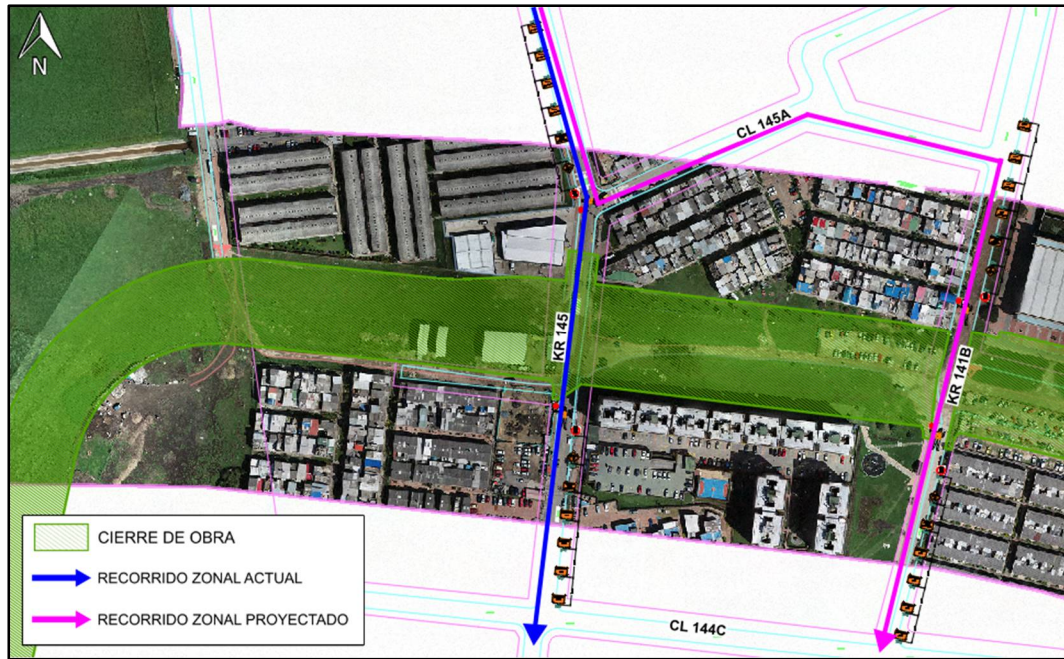 N
CL 145A
KR 145
KR 141B
CIERRE DE OBRA
RECORRIDO ZONAL ACTUAL
RECORRIDO ZONAL PROYECTADO
CL 144C